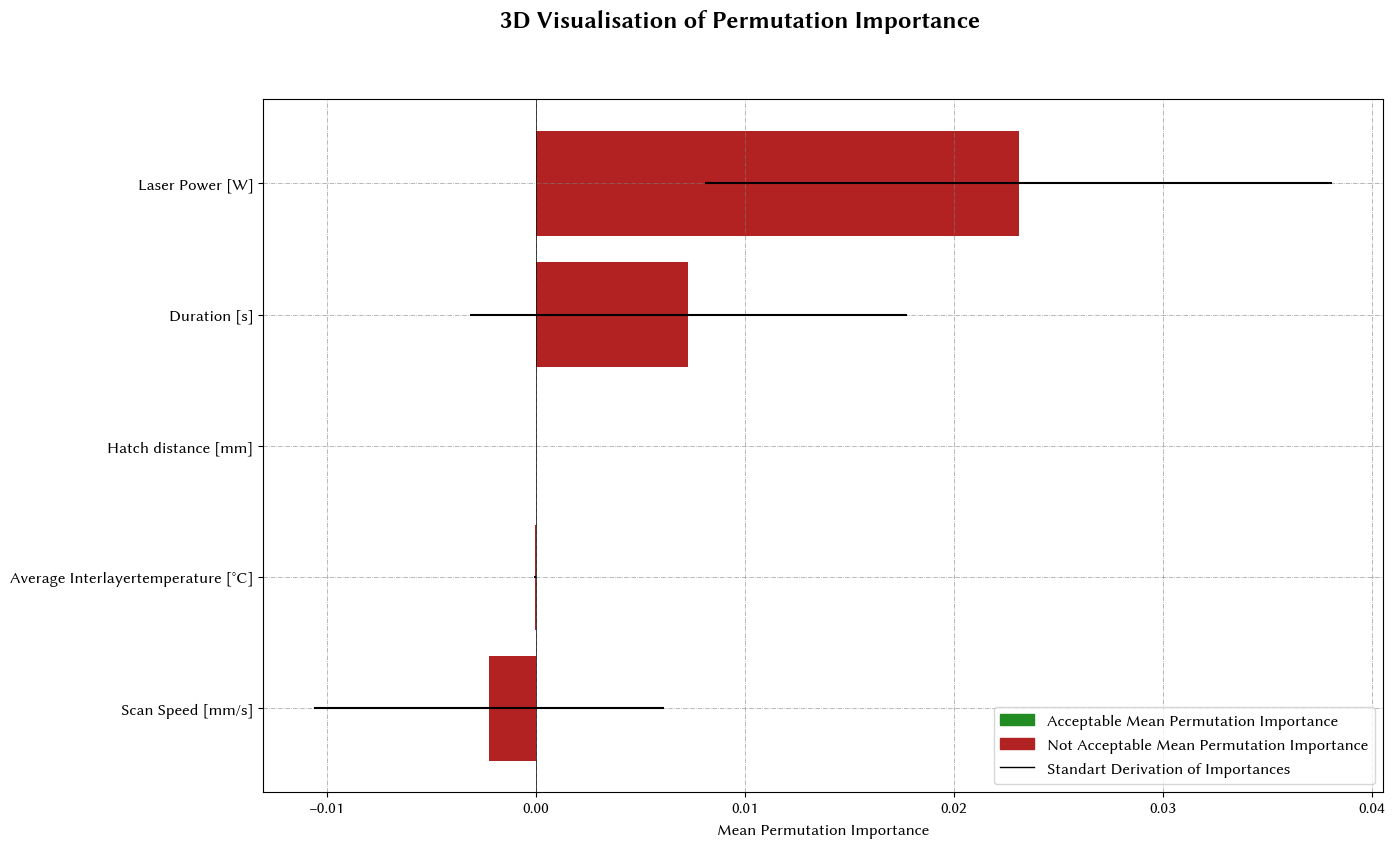 3D Visualisation of Permutation Importance
Laser Power [W]
Duration [s]
Hatch distance [mm]
Average Interlayertemperature [°C]
Scan Speed [mm/s]
Acceptable Mean Permutation Importance
Not Acceptable Mean Permutation Importance
Standart Derivation of Importances
−0.01 0.00 0.01 0.02 0.03 0.04
Mean Permutation Importance